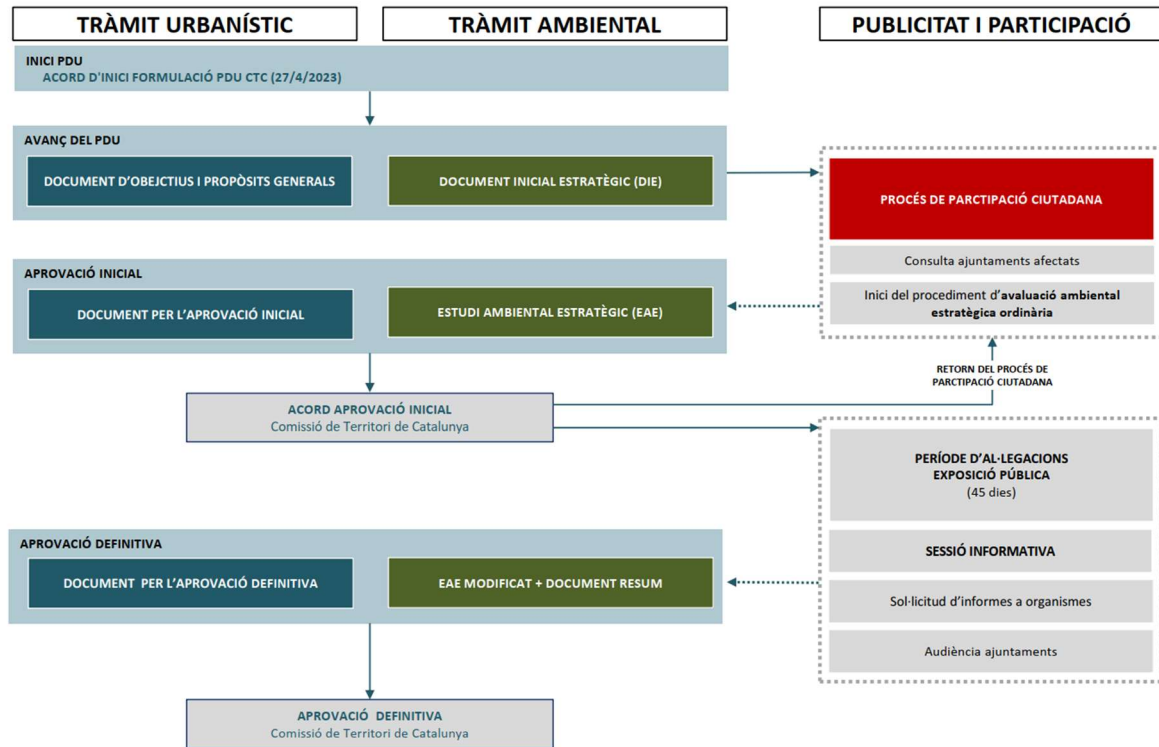 TRÀMIT URBANÍSTIC
TRÀMIT AMBIENTAL
PUBLICITAT I PARTICIPACIÓ
INICI PDU
ACORD D'INICI FORMULACIÓ PDU CTC (27/4/2023)
AVANÇ DEL PDU
DOCUMENT D'OBEJCTIUS I PROPÒSITS GENERALS
DOCUMENT INICIAL ESTRATÈGIC (DIE)
PROCÉS DE PARCTIPACIÓ CIUTADANA
Consulta ajuntaments afectats
Inici del procediment d'avaluació ambiental
estratègica ordinària
APROVACIÓ INICIAL
DOCUMENT PER L'APROVACIÓ INICIAL
ESTUDI AMBIENTAL ESTRATÈGIC (EAE)
RETORN DEL PROCÉS DE
PARCTIPACIÓ CIUTADANA
ACORD APROVACIÓ INICIAL
Comissió de Territori de Catalunya
PERÍODE D'AL·LEGACIONS
EXPOSICIÓ PÚBLICA
(45 dies)
SESSIÓ INFORMATIVA
Sol·licitud d'informes a organismes
Audiència ajuntaments
APROVACIÓ DEFINITIVA
DOCUMENT PER L'APROVACIÓ DEFINITIVA
EAE MODIFICAT + DOCUMENT RESUM
APROVACIÓ DEFINITIVA
Comissió de Territori de Catalunya